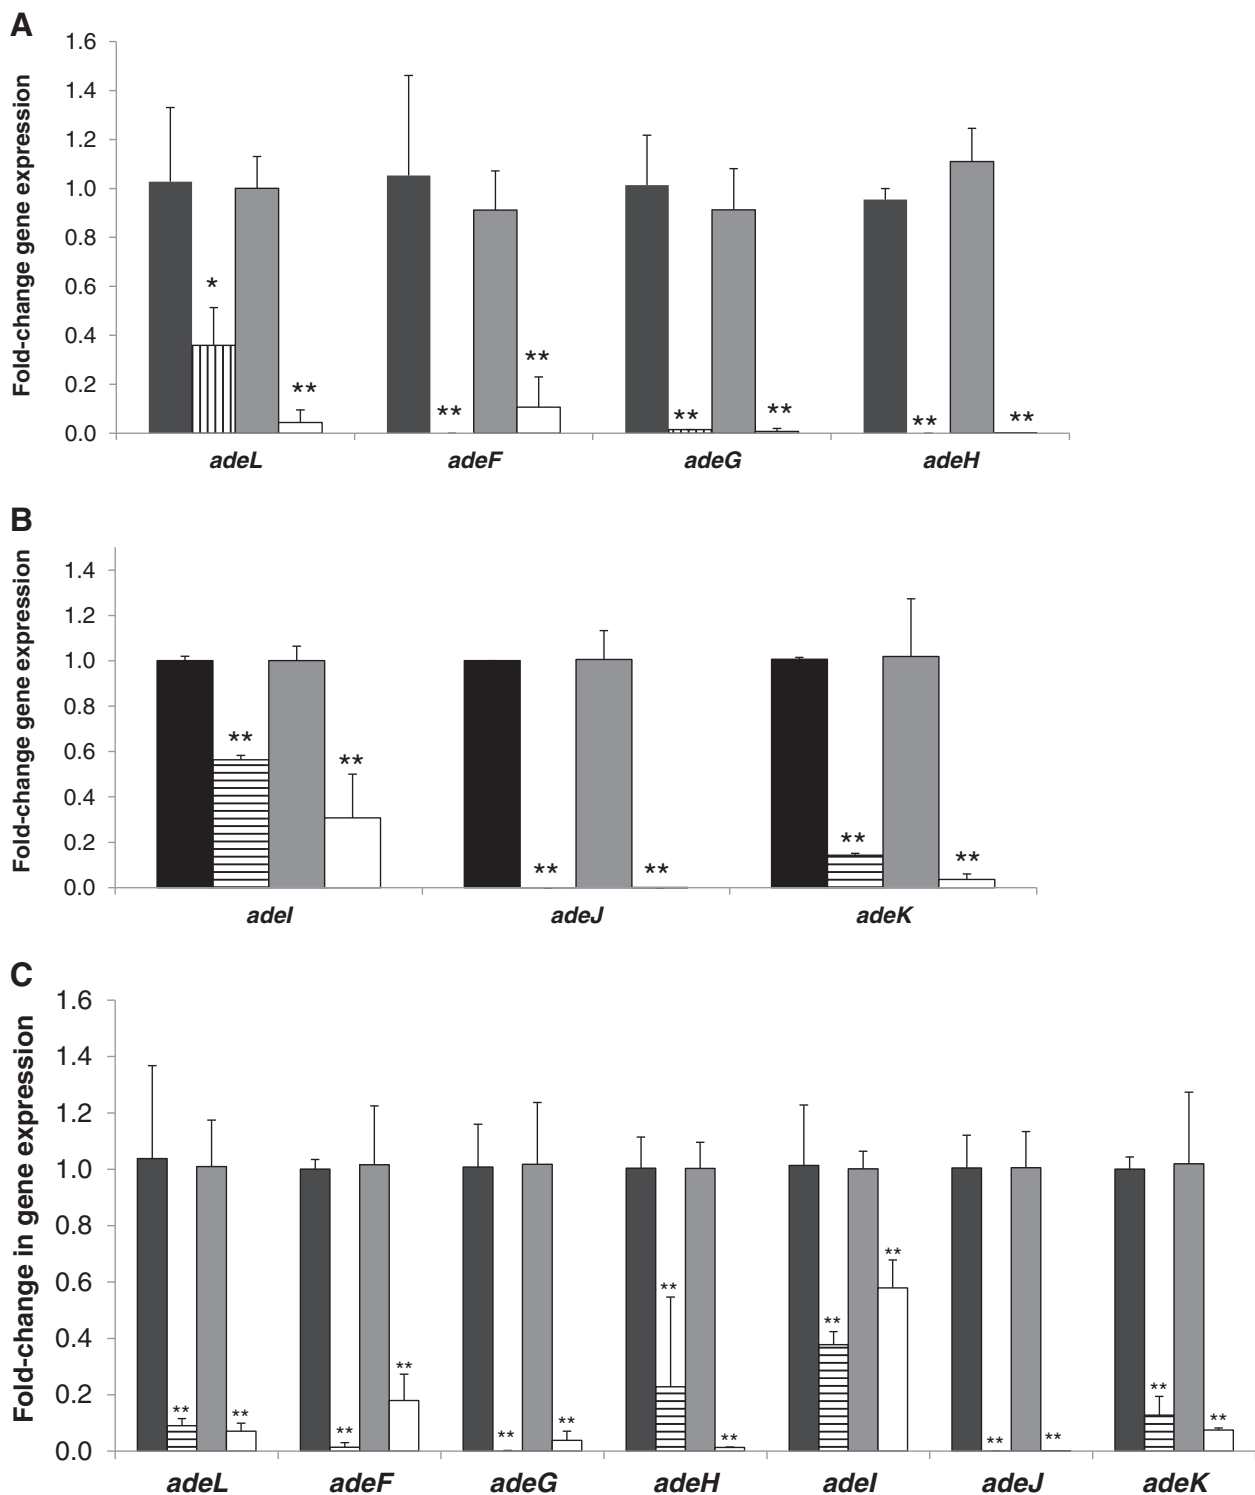 A
Fold-change gene expression
1.6
1.4
1.2
1.0
0.8
0.6
0.4
0.2
0.0
*
**
**
**
**
**
**
**
adeL
adeF
adeG
adeH
B
Fold-change gene expression
1.4
1.2
1.0
0.8
0.6
0.4
0.2
0.0
**
**
**
**
**
**
adeI
adeJ
adeK
C
Fold-change in gene expression
1.6
1.4
1.2
1.0
0.8
0.6
0.4
0.2
0.0
**
**
**
**
**
**
**
**
**
**
**
**
**
**
adeL
adeF
adeG
adeH
adeI
adeJ
adeK